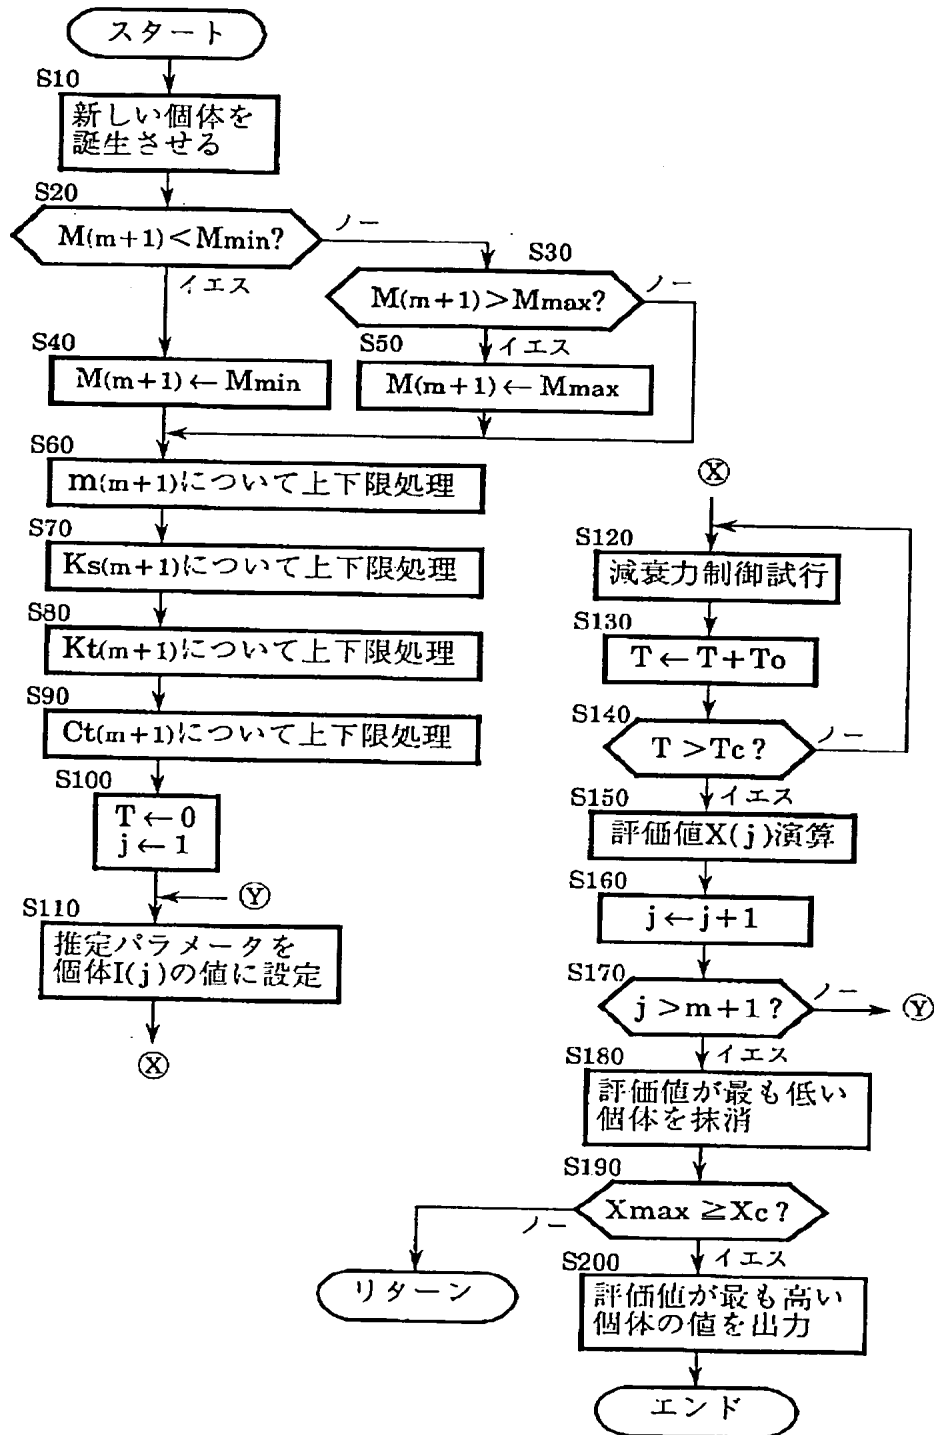 スタート
S10
新しい個体を
誕生させる
S20
M(m+1)<Mmin?
ノー
イエス
S30
M(m+1)>Mmax?
ノー
イエス
S40
M(m+1)←Mmin
S50
M(m+1)←Mmax
S60
m(m+1)について上下限処理
S70
Ks(m+1)について上下限処理
S80
Kt(m+1)について上下限処理
S90
Ct(m+1)について上下限処理
S100
T←0
j←1
Ⓨ
S110
推定パラメータを
個体I(j)の値に設定
Ⓧ
Ⓧ
S120
減衰力制御試行
S130
T←T+To
S140
T>Tc?
ノー
イエス
S150
評価値X(j)演算
S160
j←j+1
S170
j>m+1?
ノー
Ⓨ
イエス
S180
評価値が最も低い
個体を抹消
S190
Xmax≧Xc?
ノー
イエス
リターン
S200
評価値が最も高い
個体の値を出力
エンド